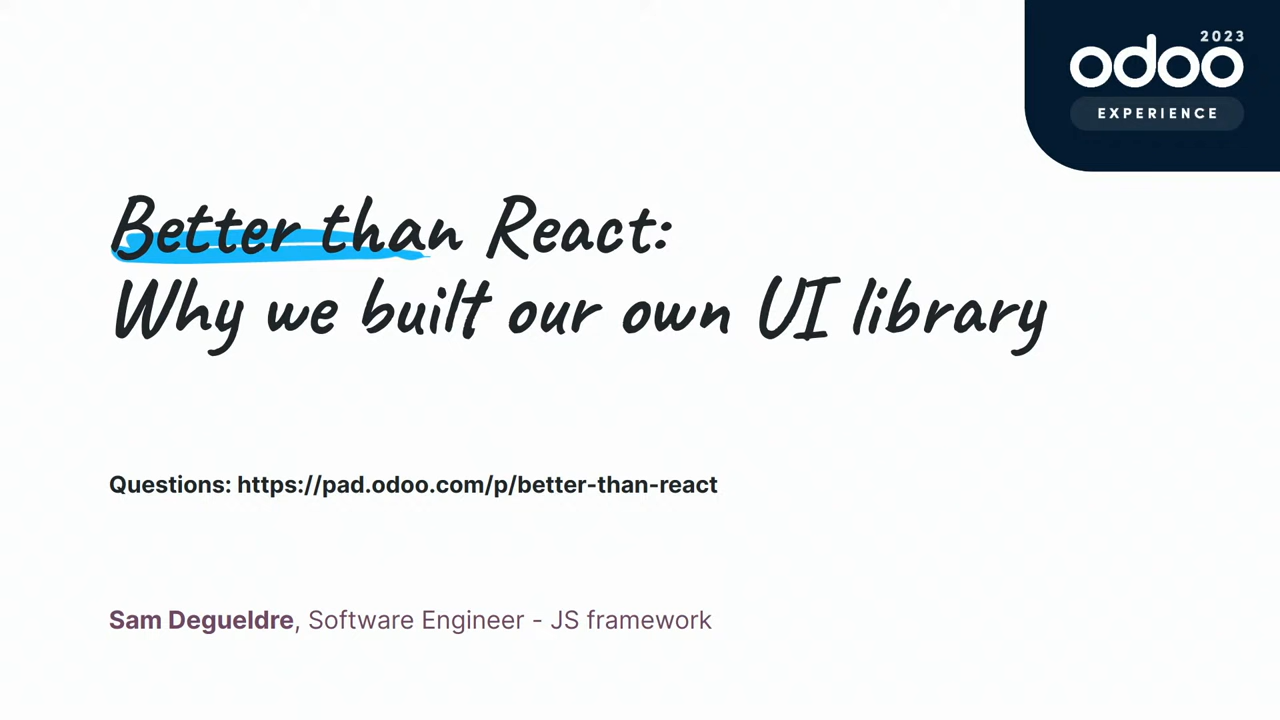 2023
odoo
EXPERIENCE
Better than React:
Why we built our own UI library
Questions: https://pad.odoo.com/p/better-than-react
Sam Degueldre, Software Engineer - JS framework